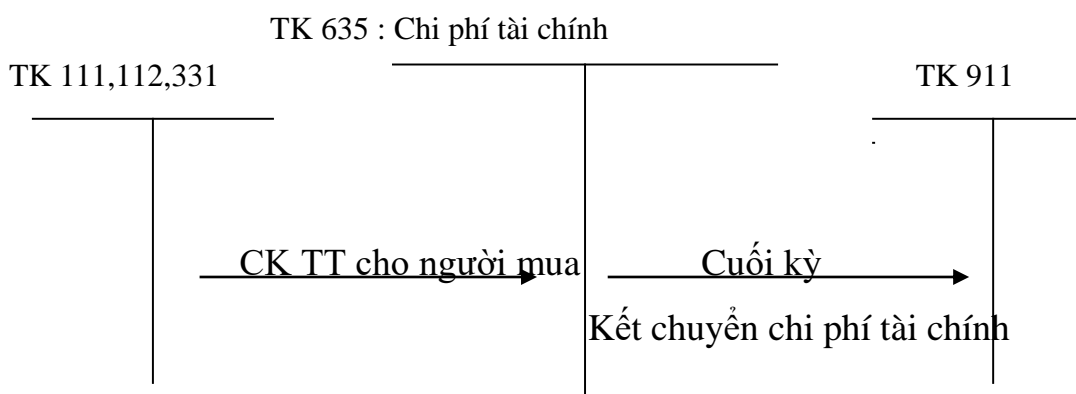 TK 635 : Chi phí tài chính
TK 111,112,331
TK 911
CK TT cho người mua
Cuối kỳ
Kết chuyển chi phí tài chính